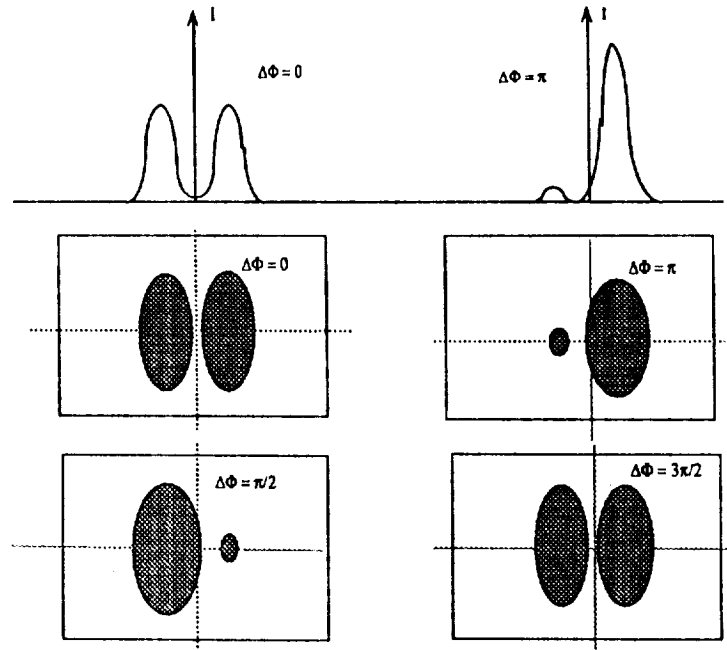 I
I
ΔΦ = 0
ΔΦ = π
ΔΦ = 0
ΔΦ = π
ΔΦ = π/2
ΔΦ = 3π/2